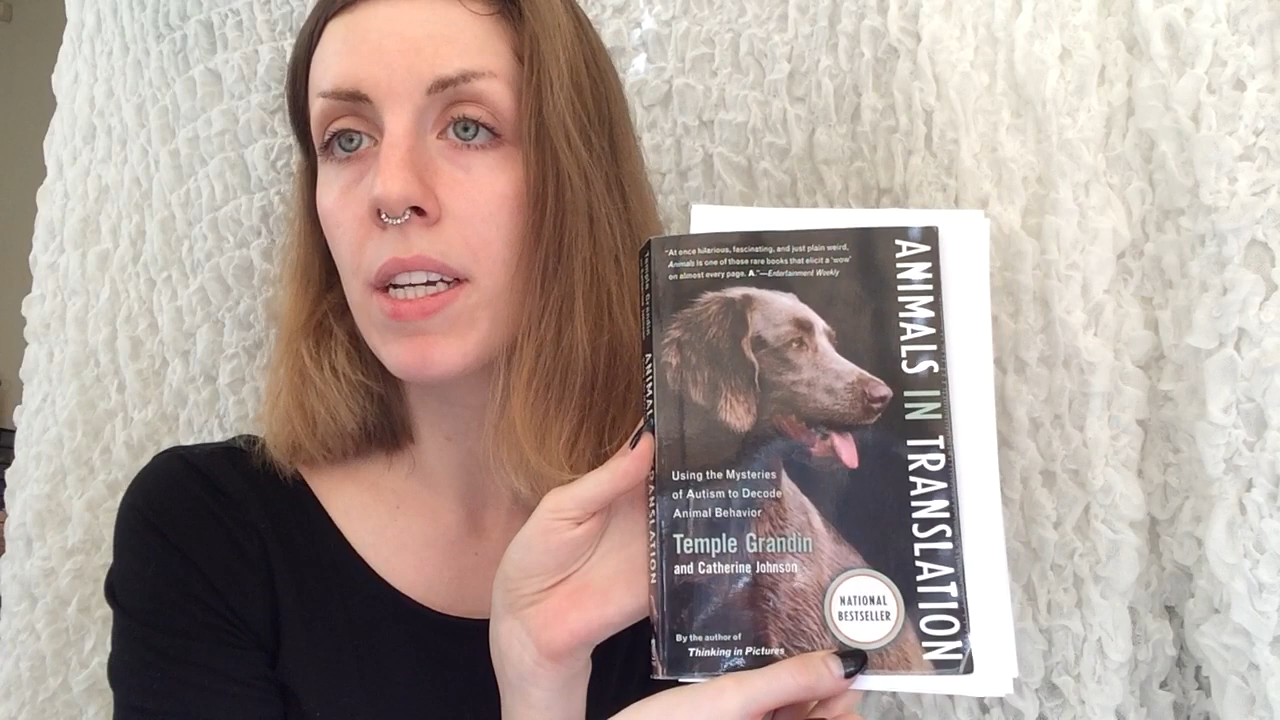 "At once hilarious, fascinating, and just plain weird,
Animals is one of those rare books that elicit a 'wow'
on almost every page. A."—Entertainment Weekly
ANIMALS IN TRANSLATION
Using the Mysteries
of Autism to Decode
Animal Behavior
Temple Grandin
and Catherine Johnson
NATIONAL
BESTSELLER
By the author of
Thinking in Pictures
Temple Grandin